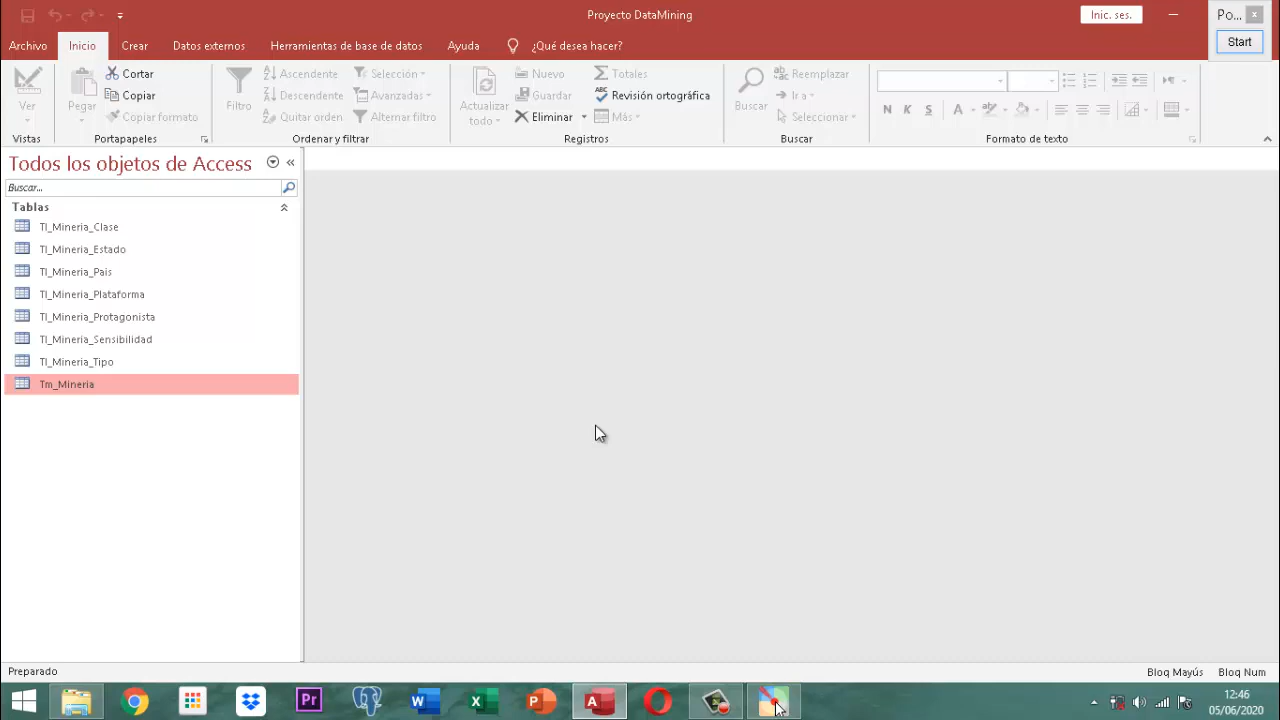 Proyecto DataMining
Inic. ses.
Po...
Start
Archivo Inicio Crear Datos externos Herramientas de base de datos Ayuda ¿Qué desea hacer?
Ver
Vistas
Pegar
Cortar
Copiar
Copiar formato
Portapapeles
Filtro
Ascendente
Descendente
Quitar orden
Selección
Avanzadas
Alternar filtro
Ordenar y filtrar
Actualizar
todo
Nuevo
Guardar
Eliminar
Totales
Revisión ortográfica
Más
Registros
Buscar
Reemplazar
Ir a
Seleccionar
Buscar
N K S A
Formato de texto
Todos los objetos de Access
Buscar...
Tablas
Tl_Mineria_Clase
Tl_Mineria_Estado
Tl_Mineria_Pais
Tl_Mineria_Plataforma
Tl_Mineria_Protagonista
Tl_Mineria_Sensibilidad
Tl_Mineria_Tipo
Tm_Mineria
Preparado
Bloq Mayús Bloq Num
Pr
12:46
05/06/2020